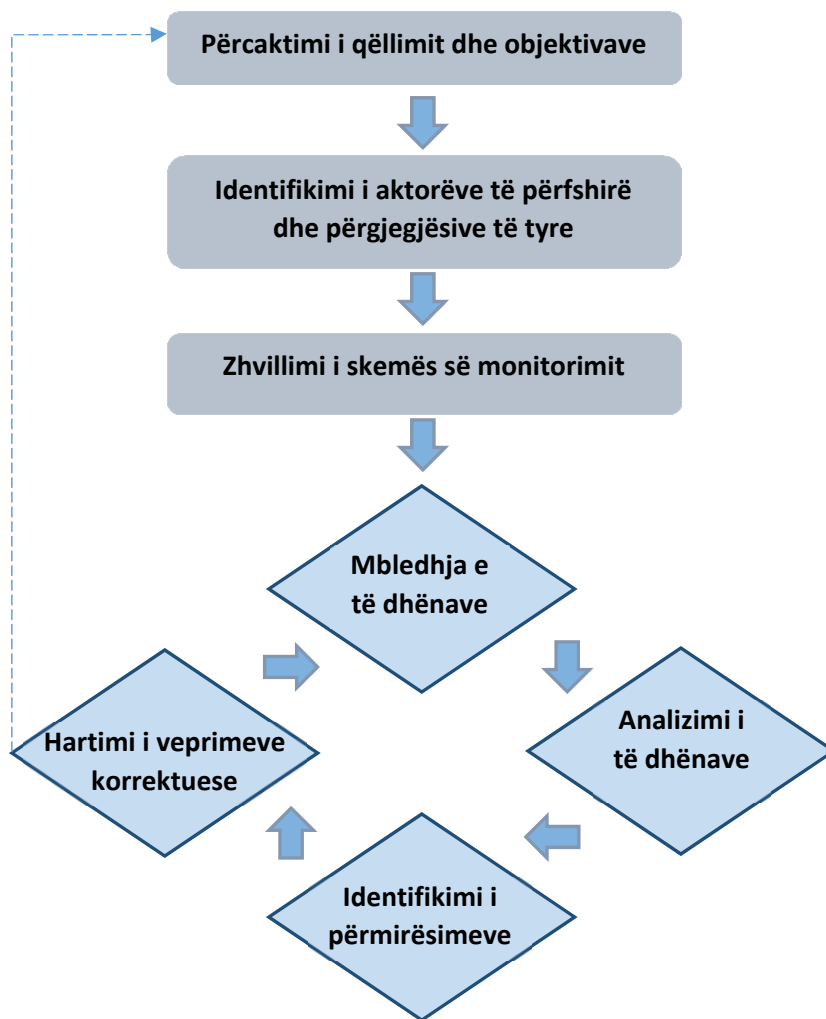 Përcaktimi i qëllimit dhe objektivave
Identifikimi i aktorëve të përfshirë
dhe përgjegjësive të tyre
Zhvillimi i skemës së monitorimit
Mbledhja e
të dhënave
Analizimi i
të dhënave
Identifikimi i
përmirësimeve
Hartimi i veprimeve
korrektuese